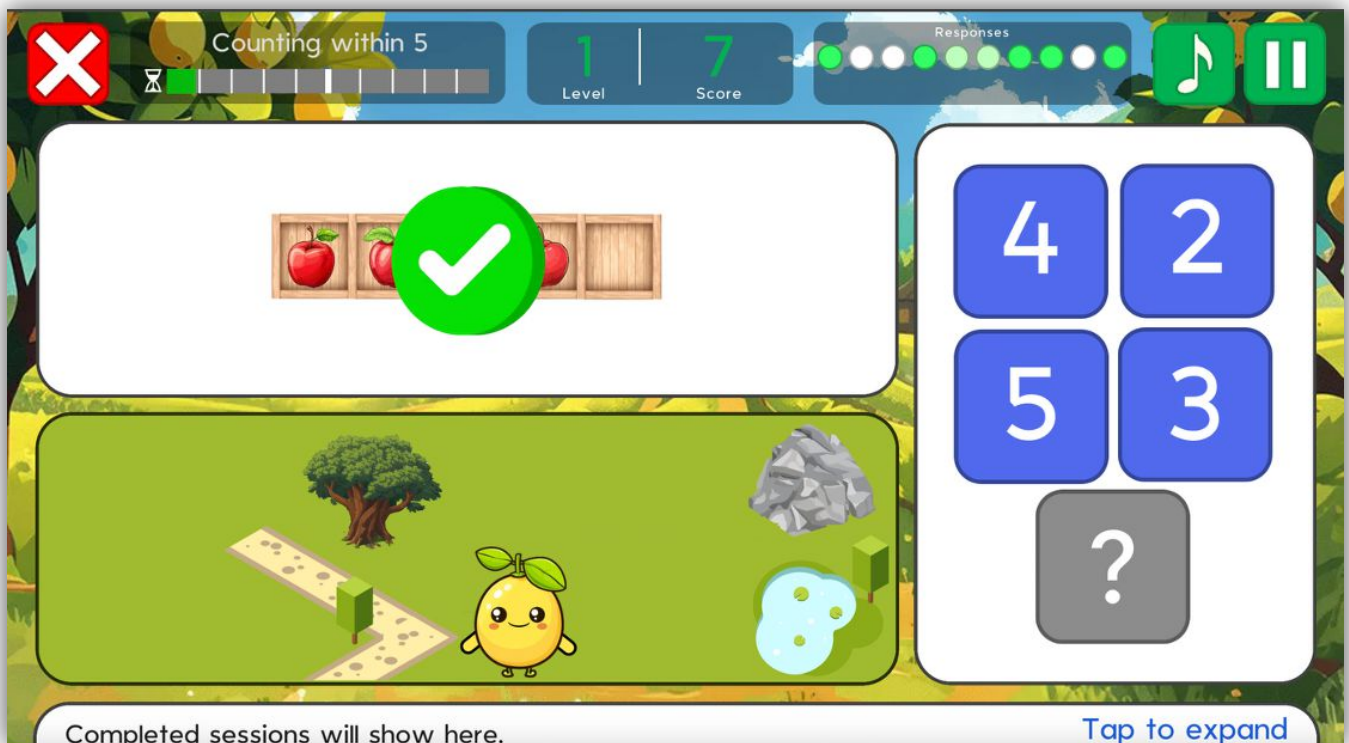 Counting within 5
1
Level
7
Score
Responses
4 2
5 3
?
Completed sessions will show here.
Tap to expand